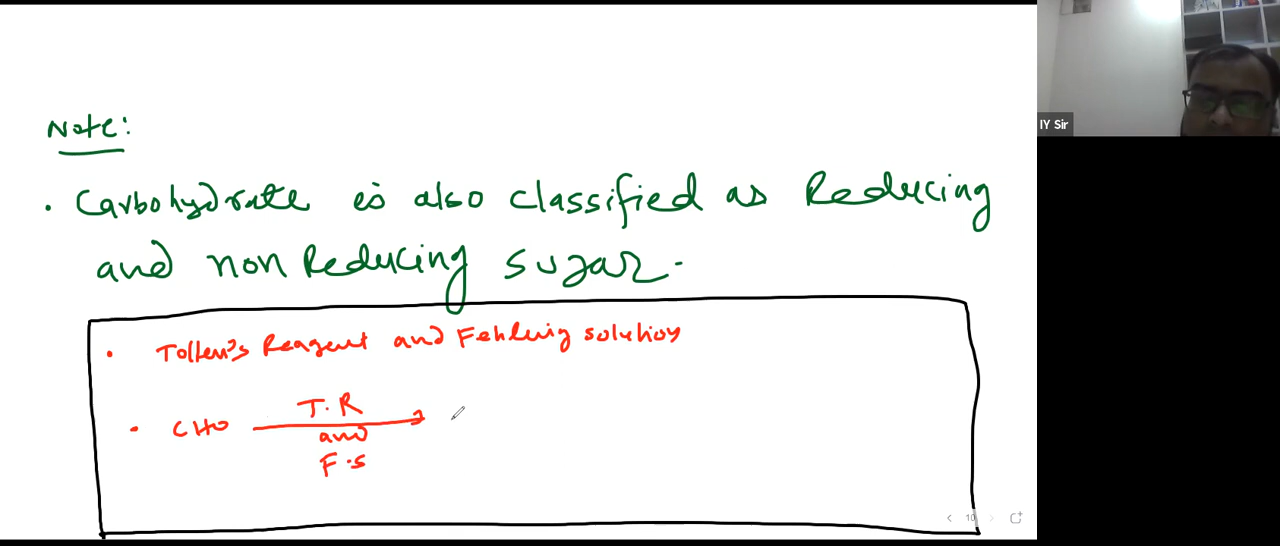 Note:
• Carbohydrate is also classified as Reducing
and non Reducing sugar.
• Tollen's Reagent and Fehling solution
• CHO T.R
and
F.S
IY Sir
10